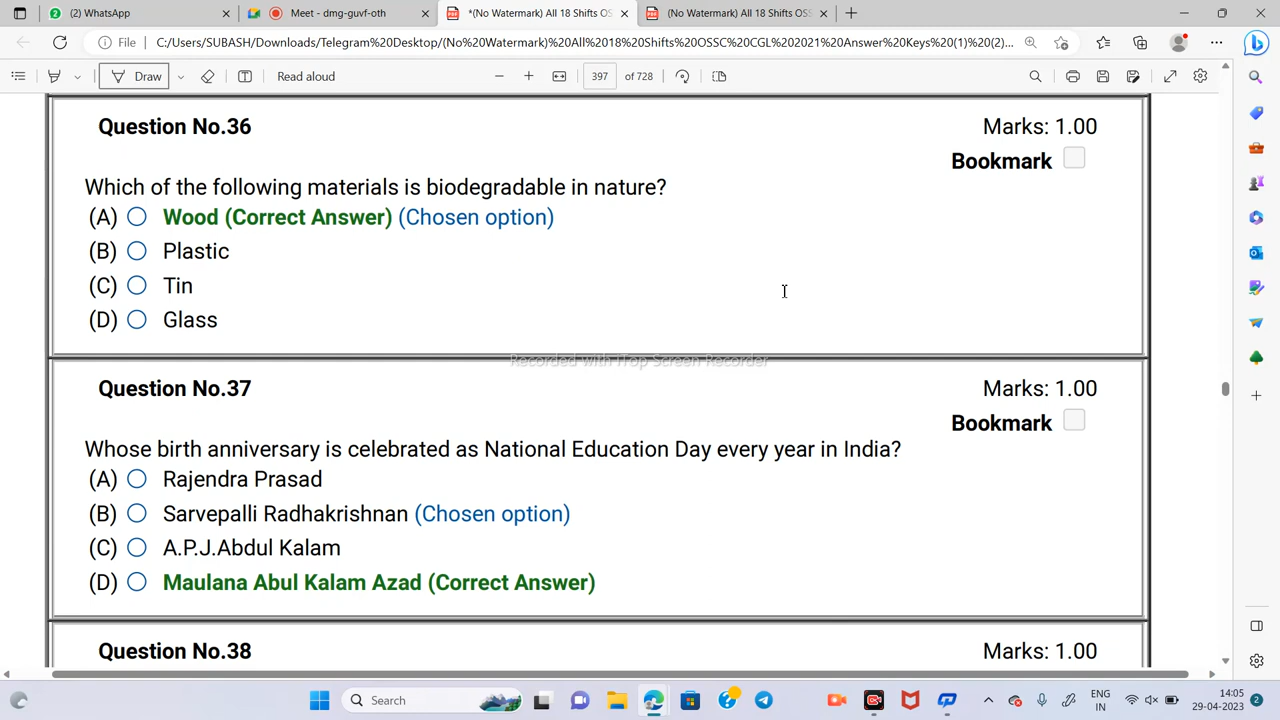 (2) WhatsApp
Meet - dmg-guvf-oth
*(No Watermark) All 18 Shifts OS
(No Watermark) All 18 Shifts OSS
File
C:/Users/SUBASH/Downloads/Telegram%20Desktop/(No%20Watermark)%20All%2018%20Shifts%20OSSC%20CGL%202021%20Answer%20Keys%20(1)%20(2)...
Draw
Read aloud
397 of 728
Question No.36 Marks: 1.00
Bookmark
Which of the following materials is biodegradable in nature?
(A) Wood (Correct Answer) (Chosen option)
(B) Plastic
(C) Tin
(D) Glass
Recorded with iTop Screen Recorder
Question No.37 Marks: 1.00
Bookmark
Whose birth anniversary is celebrated as National Education Day every year in India?
(A) Rajendra Prasad
(B) Sarvepalli Radhakrishnan (Chosen option)
(C) A.P.J.Abdul Kalam
(D) Maulana Abul Kalam Azad (Correct Answer)
Question No.38 Marks: 1.00
Search
ENG
IN
14:05
29-04-2023
2